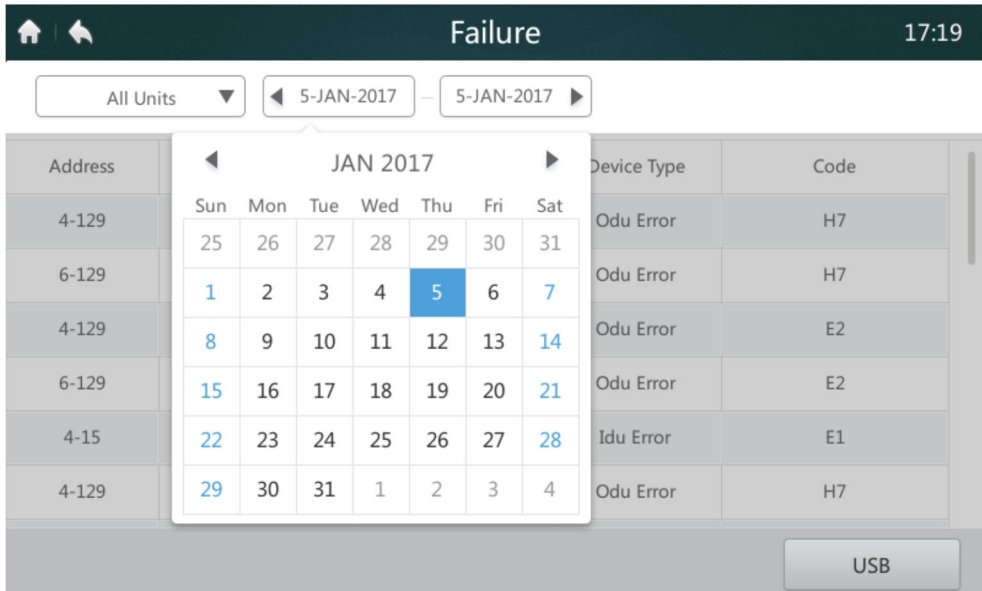 Failure 17:19
All Units 5-JAN-2017 – 5-JAN-2017
Address Device Type Code
JAN 2017
Sun Mon Tue Wed Thu Fri Sat
25 26 27 28 29 30 31
1 2 3 4 5 6 7
8 9 10 11 12 13 14
15 16 17 18 19 20 21
22 23 24 25 26 27 28
29 30 31 1 2 3 4
4-129 Odu Error H7
6-129 Odu Error H7
4-129 Odu Error E2
6-129 Odu Error E2
4-15 Idu Error E1
4-129 Odu Error H7
USB